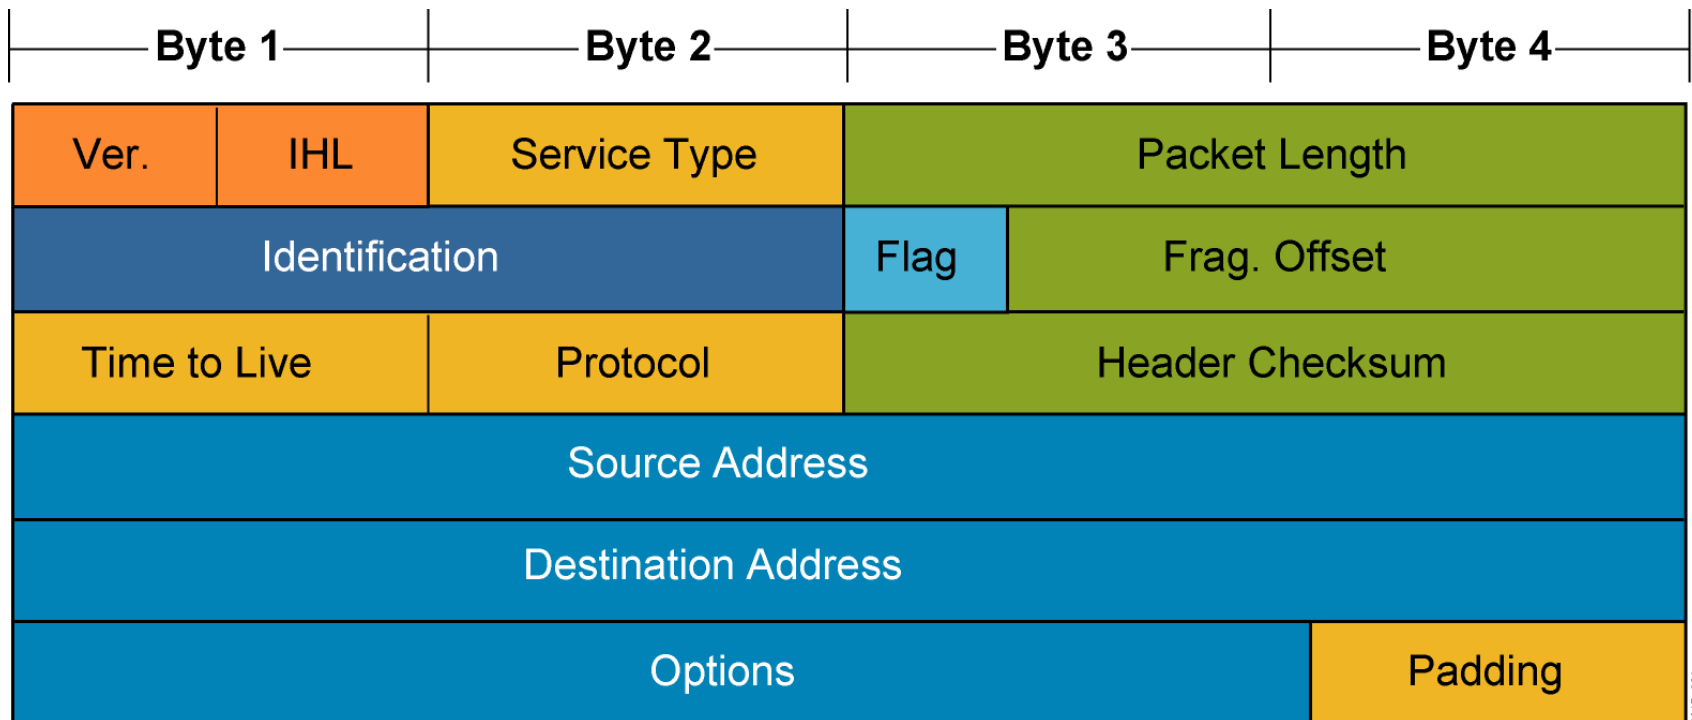 Byte 1 Byte 2 Byte 3 Byte 4
Ver. IHL Service Type Packet Length
Identification Flag Frag. Offset
Time to Live Protocol Header Checksum
Source Address
Destination Address
Options Padding